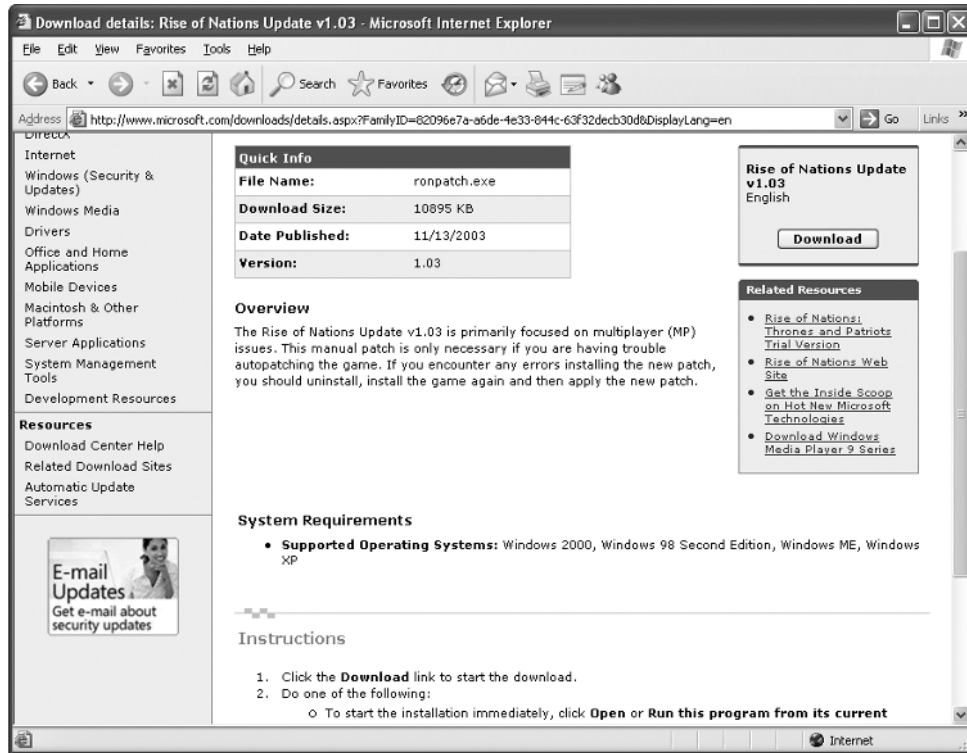 Download details: Rise of Nations Update v1.03 - Microsoft Internet Explorer
File Edit View Favorites Tools Help
Back Search Favorites
Address http://www.microsoft.com/downloads/details.aspx?FamilyID=82096e7a-a6de-4e33-844c-63f32decb30d&DisplayLang=en Go Links »
DirectX
Internet
Windows (Security &
Updates)
Windows Media
Drivers
Office and Home
Applications
Mobile Devices
Macintosh & Other
Platforms
Server Applications
System Management
Tools
Development Resources
Resources
Download Center Help
Related Download Sites
Automatic Update
Services
E-mail
Updates
Get e-mail about
security updates
Quick Info
File Name: ronpatch.exe
Download Size: 10895 KB
Date Published: 11/13/2003
Version: 1.03
Overview
The Rise of Nations Update v1.03 is primarily focused on multiplayer (MP)
issues. This manual patch is only necessary if you are having trouble
autopatching the game. If you encounter any errors installing the new patch,
you should uninstall, install the game again and then apply the new patch.
Rise of Nations Update
v1.03
English
Download
Related Resources
• Rise of Nations:
Thrones and Patriots
Trial Version
• Rise of Nations Web
Site
• Get the Inside Scoop
on Hot New Microsoft
Technologies
• Download Windows
Media Player 9 Series
System Requirements
• Supported Operating Systems: Windows 2000, Windows 98 Second Edition, Windows ME, Windows
XP
Instructions
1. Click the Download link to start the download.
2. Do one of the following:
o To start the installation immediately, click Open or Run this program from its current
Internet